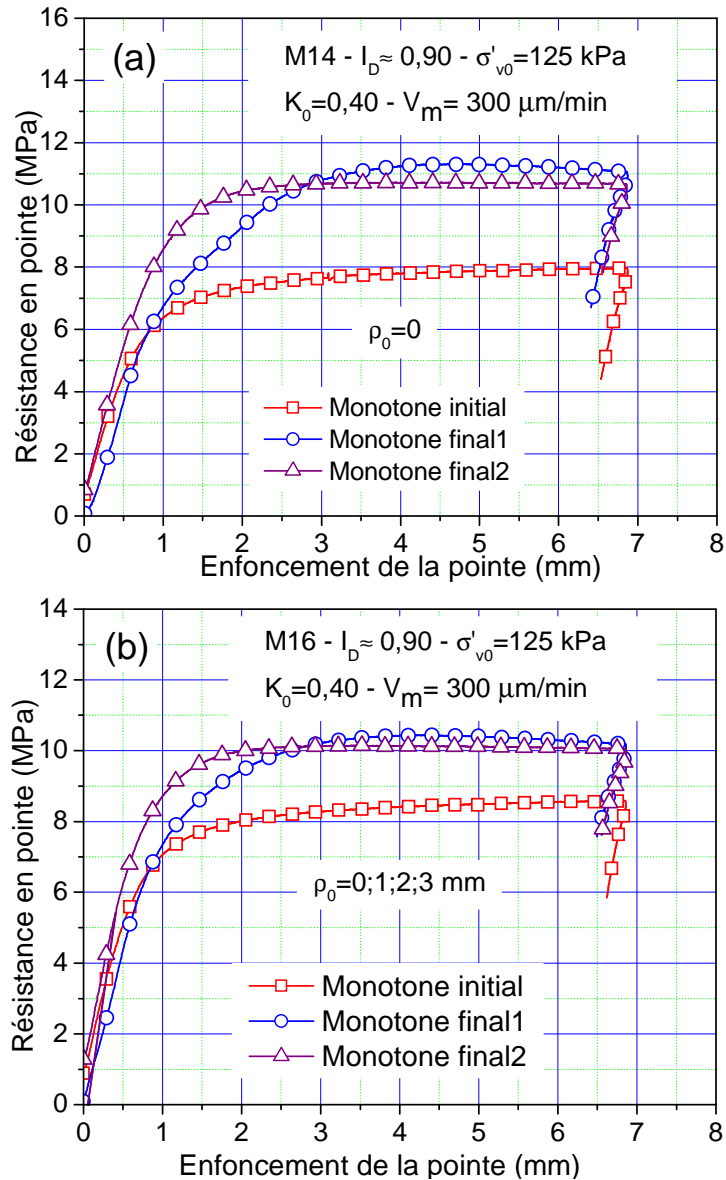 16
14
12
10
8
6
4
2
0
Résistance en pointe (MPa)
(a)
M14 - I_D≈ 0,90 - σ'_v0=125 kPa
K_0=0,40 - V_m= 300 μm/min
ρ_0=0
Monotone initial
Monotone final1
Monotone final2
0 1 2 3 4 5 6 7 8
Enfoncement de la pointe (mm)
14
12
10
8
6
4
2
0
Résistance en pointe (MPa)
(b)
M16 - I_D≈ 0,90 - σ'_v0=125 kPa
K_0=0,40 - V_m= 300 μm/min
ρ_0=0;1;2;3 mm
Monotone initial
Monotone final1
Monotone final2
0 1 2 3 4 5 6 7 8
Enfoncement de la pointe (mm)